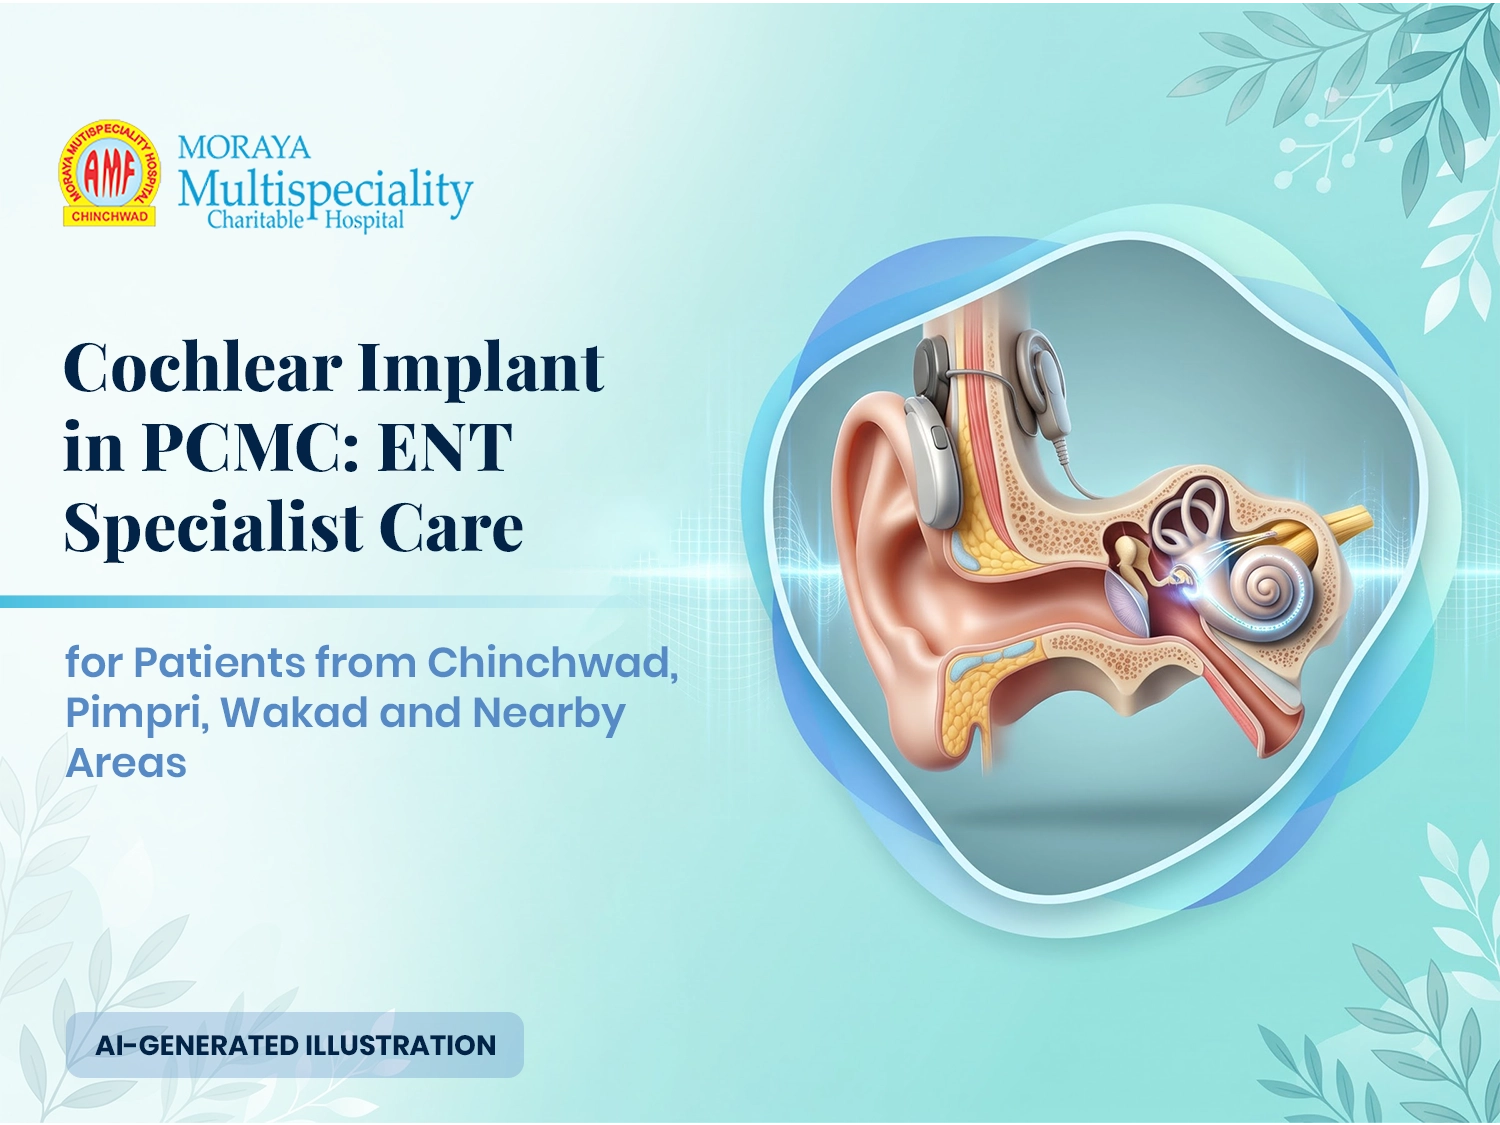 MORAYA MUTISPECIALITY HOSPITAL
AMF
CHINCHWAD
MORAYA
Multispeciality
Charitable Hospital
Cochlear Implant
in PCMC: ENT
Specialist Care
for Patients from Chinchwad,
Pimpri, Wakad and Nearby
Areas
AI-GENERATED ILLUSTRATION